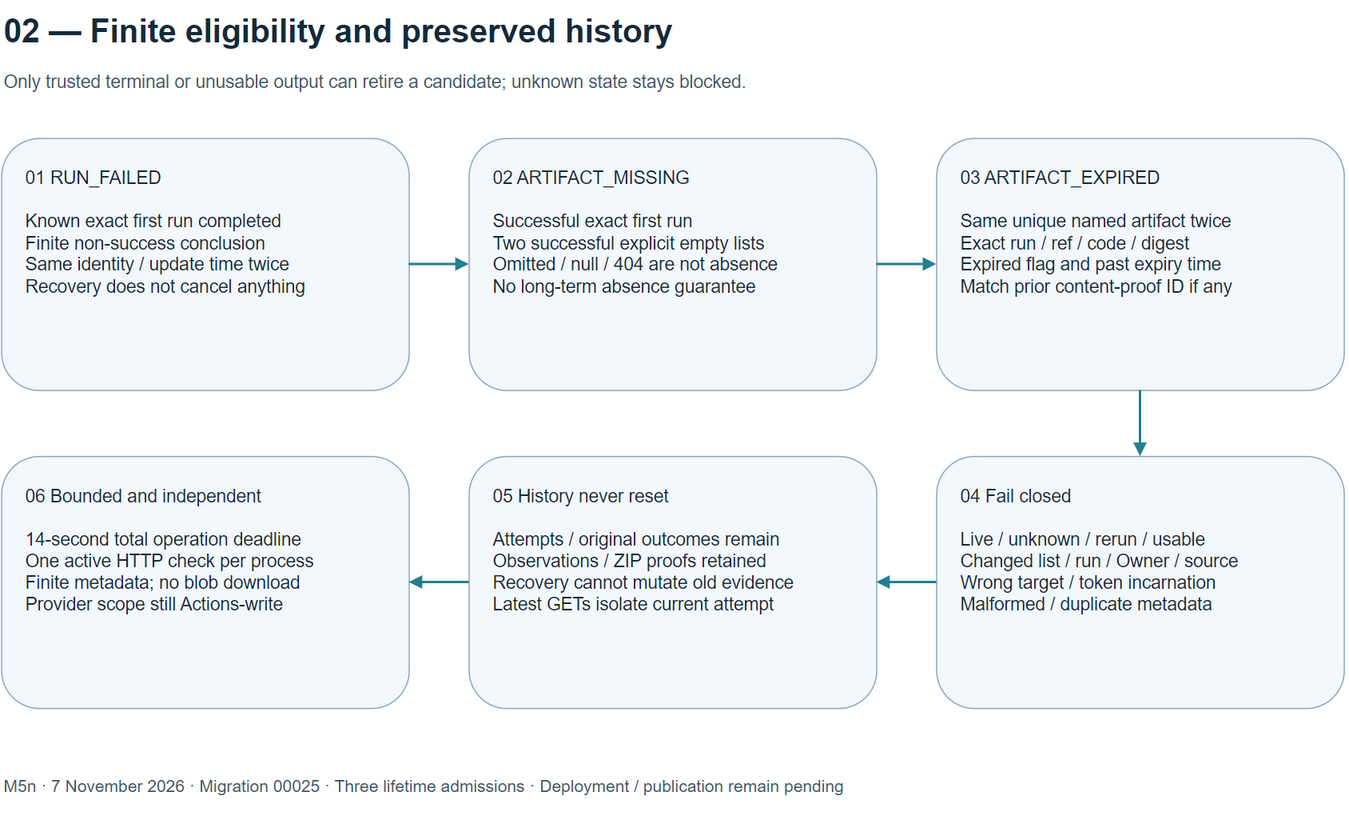 02 — Finite eligibility and preserved history
Only trusted terminal or unusable output can retire a candidate; unknown state stays blocked.
01 RUN_FAILED
Known exact first run completed
Finite non-success conclusion
Same identity / update time twice
Recovery does not cancel anything
02 ARTIFACT_MISSING
Successful exact first run
Two successful explicit empty lists
Omitted / null / 404 are not absence
No long-term absence guarantee
03 ARTIFACT_EXPIRED
Same unique named artifact twice
Exact run / ref / code / digest
Expired flag and past expiry time
Match prior content-proof ID if any
04 Fail closed
Live / unknown / rerun / usable
Changed list / run / Owner / source
Wrong target / token incarnation
Malformed / duplicate metadata
05 History never reset
Attempts / original outcomes remain
Observations / ZIP proofs retained
Recovery cannot mutate old evidence
Latest GETs isolate current attempt
06 Bounded and independent
14-second total operation deadline
One active HTTP check per process
Finite metadata; no blob download
Provider scope still Actions-write
M5n · 7 November 2026 · Migration 00025 · Three lifetime admissions · Deployment / publication remain pending